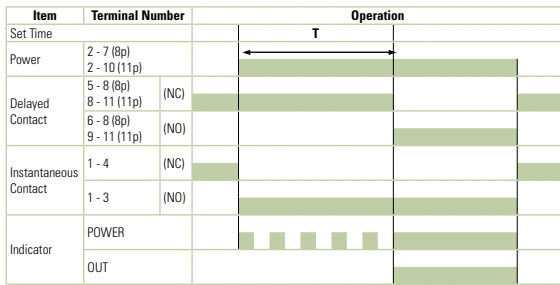 Item Terminal Number Operation
Set Time T
Power 2 - 7 (8p)
2 - 10 (11p)
Delayed Contact 5 - 8 (8p)
8 - 11 (11p) (NC)
6 - 8 (8p)
9 - 11 (11p) (NO)
Instantaneous Contact 1 - 4 (NC)
1 - 3 (NO)
Indicator POWER
OUT